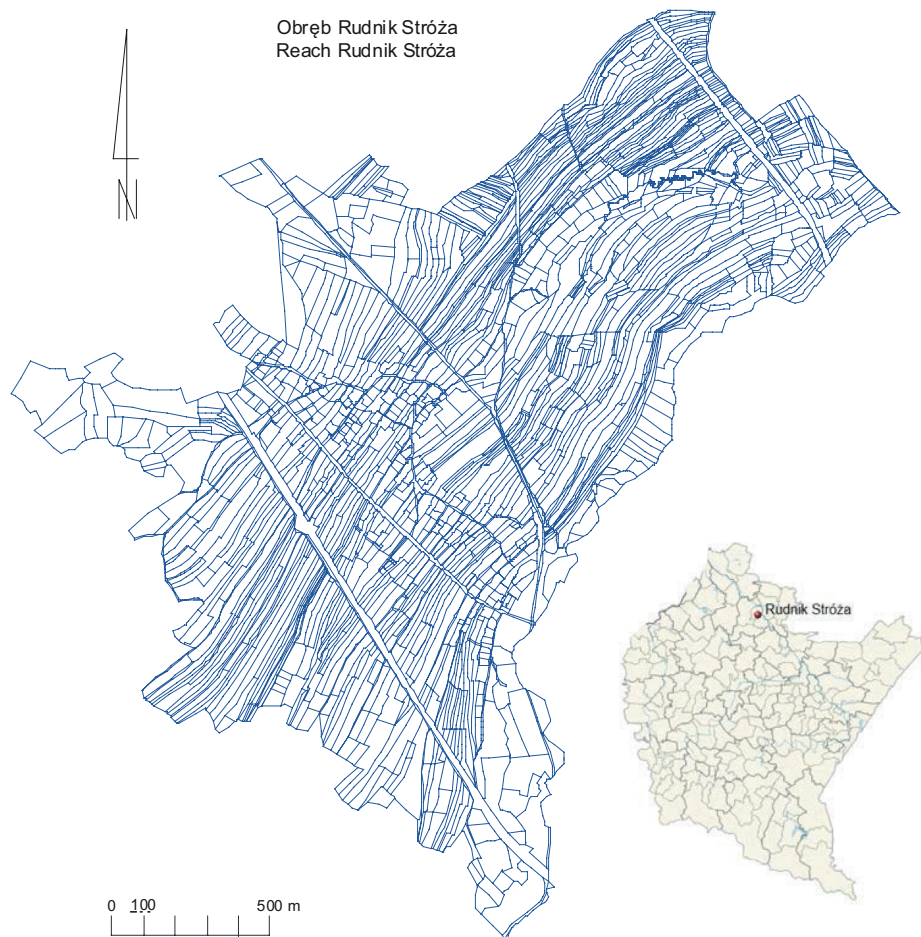 Obręb Rudnik Stróża
Reach Rudnik Stróża
N
Rudnik Stróża
0 100 500 m